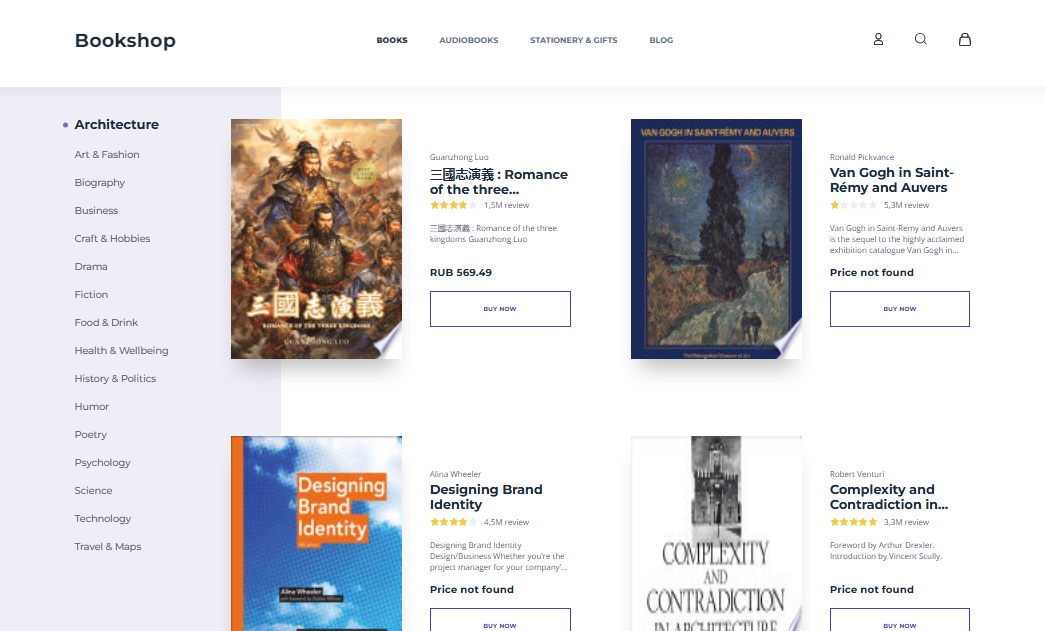 Bookshop
BOOKS
AUDIOBOOKS
STATIONERY & GIFTS
BLOG
Architecture
Art & Fashion
Biography
Business
Craft & Hobbies
Drama
Fiction
Food & Drink
Health & Wellbeing
History & Politics
Humor
Poetry
Psychology
Science
Technology
Travel & Maps
三國志演義
ROMANCE OF THE THREE KINGDOMS
GUANZHONG LUO
Guanzhong Luo
三國志演義 : Romance
of the three...
1,5M review
三國志演義 : Romance of the three
kingdoms Guanzhong Luo
RUB 569.49
BUY NOW
VAN GOGH IN SAINT-RÉMY AND AUVERS
The Metropolitan Museum of Art
Ronald Pickvance
Van Gogh in Saint-
Rémy and Auvers
5,3M review
Van Gogh in Saint-Remy and Auvers
is the sequel to the highly acclaimed
exhibition catalogue Van Gogh in...
Price not found
BUY NOW
Designing
Brand
Identity
Alina Wheeler
Alina Wheeler
Designing Brand
Identity
4,5M review
Designing Brand Identity
Design/Business Whether you're the
project manager for your company'...
Price not found
BUY NOW
COMPLEXITY
AND
CONTRADICTION
IN ARCHITECTURE
Robert Venturi
Complexity and
Contradiction in...
3,3M review
Foreword by Arthur Drexler.
Introduction by Vincent Scully.
Price not found
BUY NOW